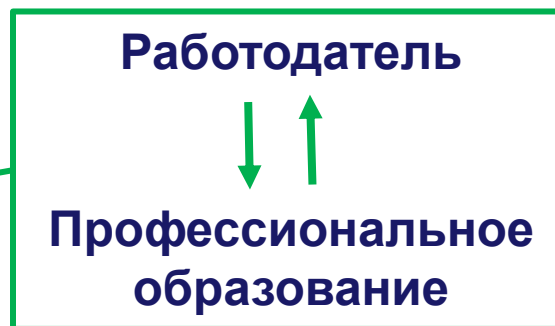 Работодатель
Профессиональное
образование